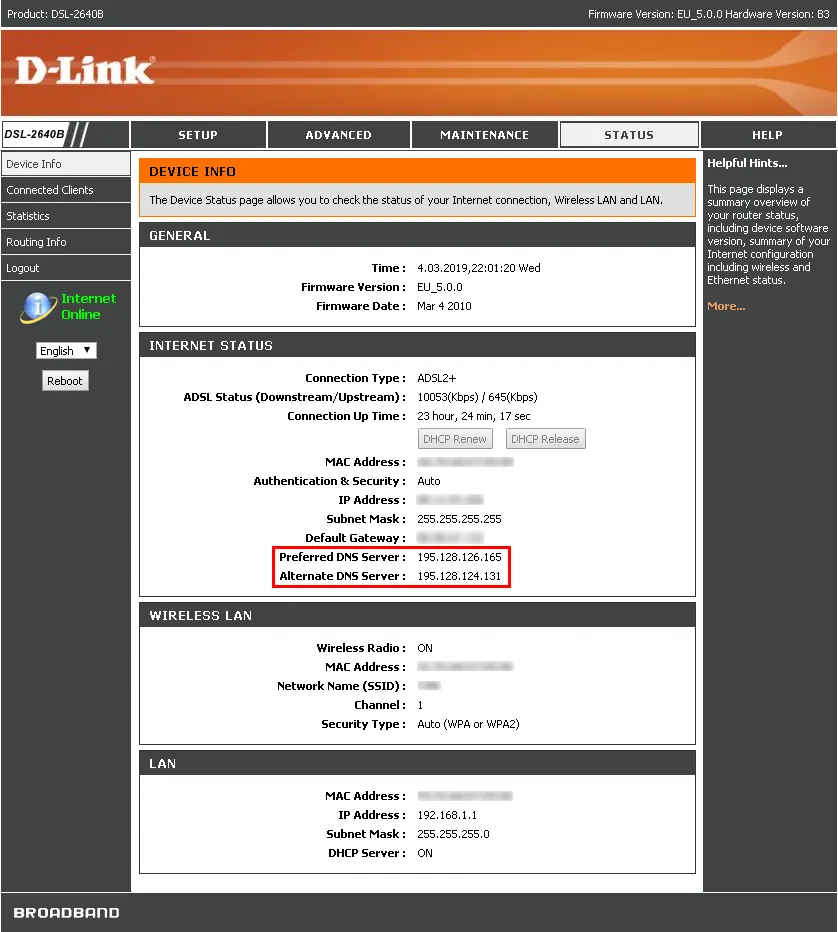 Product: DSL-2640B
Firmware Version: EU_5.0.0 Hardware Version: B3
D-Link
DSL-2640B
SETUP
ADVANCED
MAINTENANCE
STATUS
HELP
Device Info
Connected Clients
Statistics
Routing Info
Logout
Internet
Online
English
Reboot
DEVICE INFO
The Device Status page allows you to check the status of your Internet connection, Wireless LAN and LAN.
GENERAL
Time : 4.03.2019,22:01:20 Wed
Firmware Version : EU_5.0.0
Firmware Date : Mar 4 2010
INTERNET STATUS
Connection Type : ADSL2+
ADSL Status (Downstream/Upstream) : 10053(Kbps) / 645(Kbps)
Connection Up Time : 23 hour, 24 min, 17 sec
DHCP Renew DHCP Release
MAC Address :
Authentication & Security : Auto
IP Address :
Subnet Mask : 255.255.255.255
Default Gateway :
Preferred DNS Server : 195.128.126.165
Alternate DNS Server : 195.128.124.131
WIRELESS LAN
Wireless Radio : ON
MAC Address :
Network Name (SSID) :
Channel : 1
Security Type : Auto (WPA or WPA2)
LAN
MAC Address :
IP Address : 192.168.1.1
Subnet Mask : 255.255.255.0
DHCP Server : ON
Helpful Hints...
This page displays a
summary overview of
your router status,
including device software
version, summary of your
Internet configuration
including wireless and
Ethernet status.
More...
BROADBAND